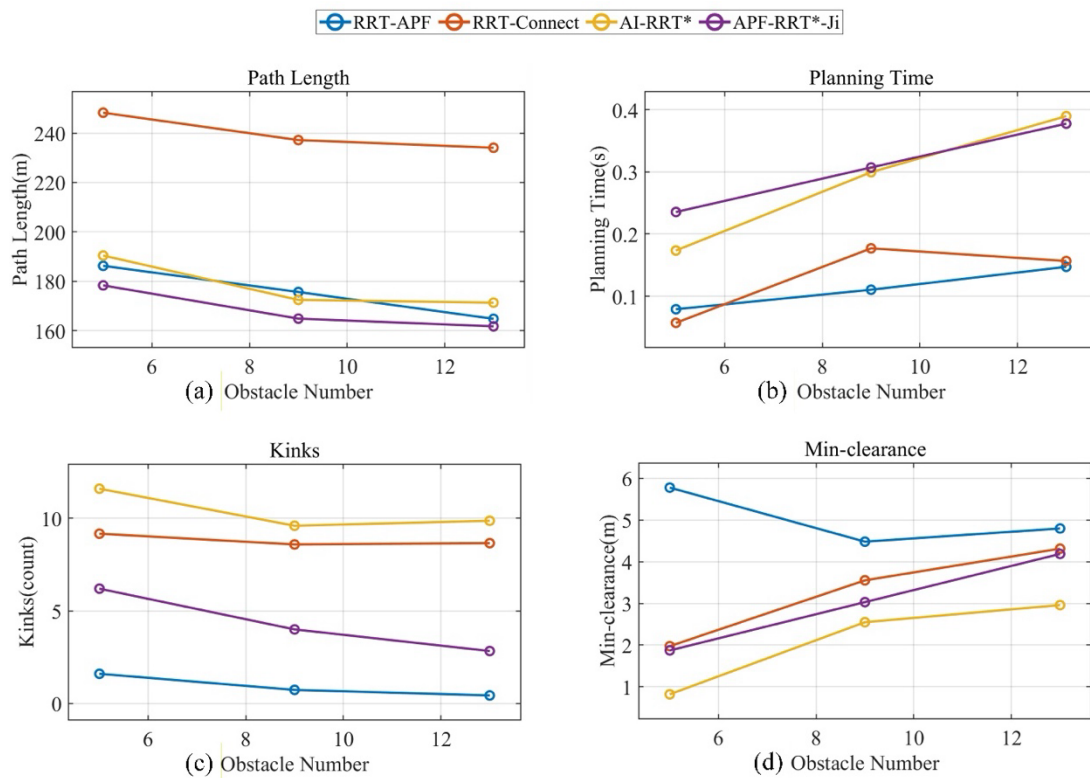 RRT-APF RRT-Connect AI-RRT* APF-RRT*-Ji
Path Length
Path Length(m)
240
220
200
180
160
6 8 10 12
(a) Obstacle Number
Planning Time
Planning Time(s)
0.4
0.3
0.2
0.1
6 8 10 12
(b) Obstacle Number
Kinks
Kinks(count)
10
5
0
6 8 10 12
(c) Obstacle Number
Min-clearance
Min-clearance(m)
6
5
4
3
2
1
6 8 10 12
(d) Obstacle Number